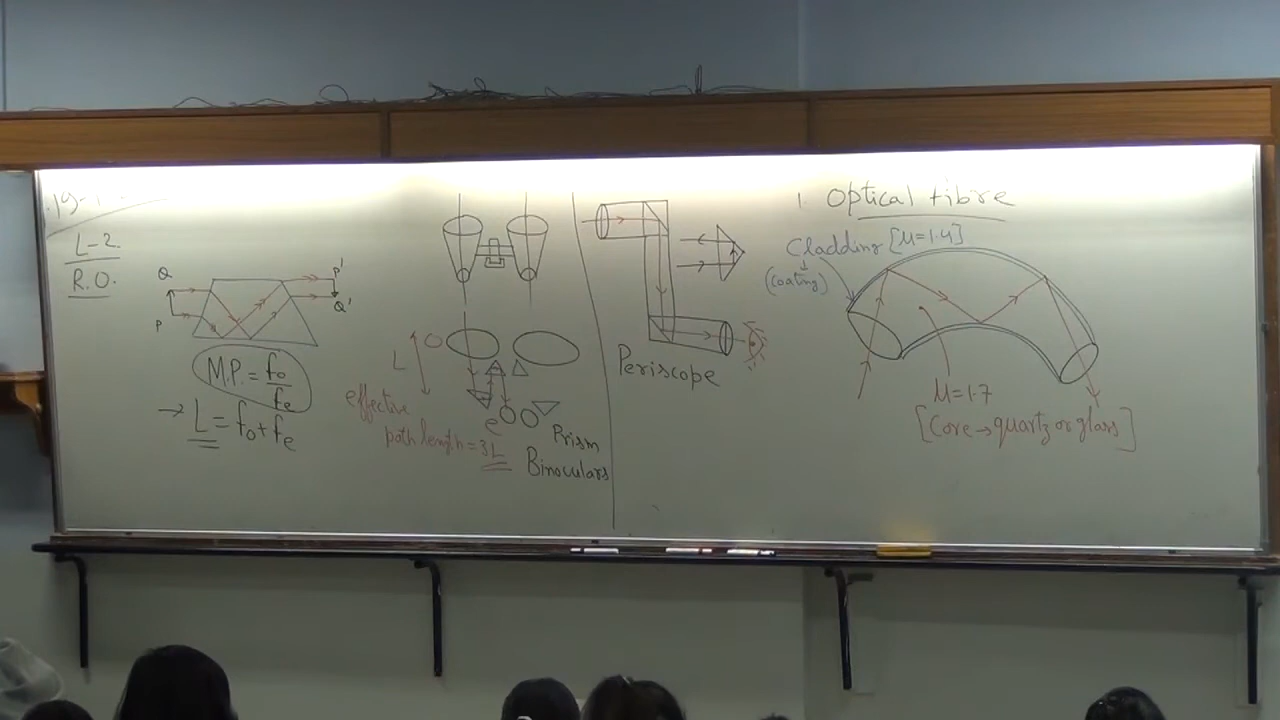 L-2
R.O.
Q
P
P'
Q'
M.P. = fo/fe
→ L = fo + fe
L
O
e
effective
path length = 3L
Prism
Binoculars
Periscope
1. Optical fibre
Cladding [μ=1.4]
(coating)
μ=1.7
[Core → quartz or glass]